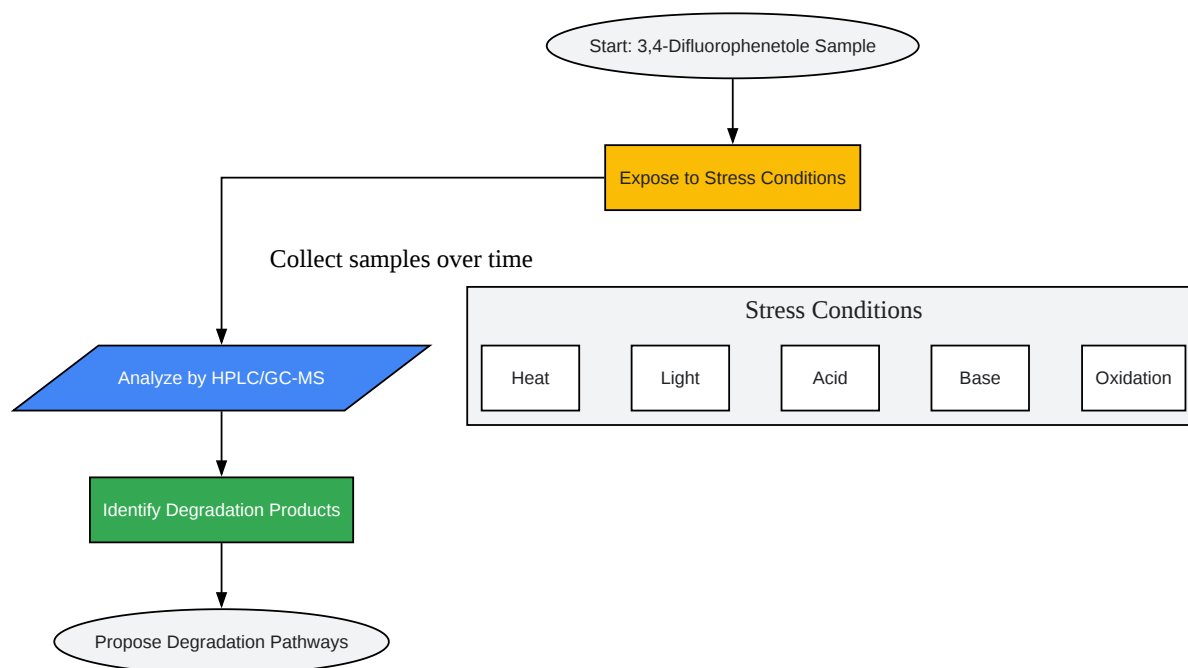 Start: 3,4-Difluorophenetole Sample
Expose to Stress Conditions
Collect samples over time
Stress Conditions
Heat
Light
Acid
Base
Oxidation
Analyze by HPLC/GC-MS
Identify Degradation Products
Propose Degradation Pathways